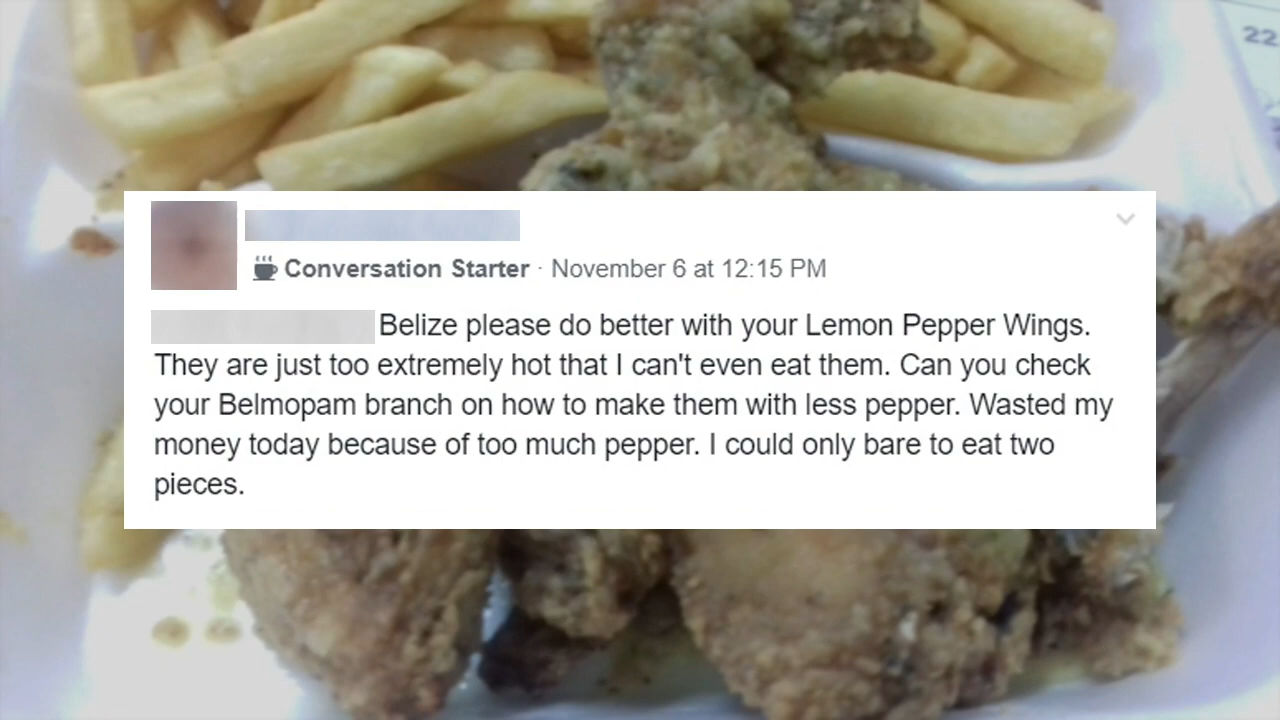 22
Conversation Starter · November 6 at 12:15 PM
Belize please do better with your Lemon Pepper Wings.
They are just too extremely hot that I can't even eat them. Can you check
your Belmopam branch on how to make them with less pepper. Wasted my
money today because of too much pepper. I could only bare to eat two
pieces.